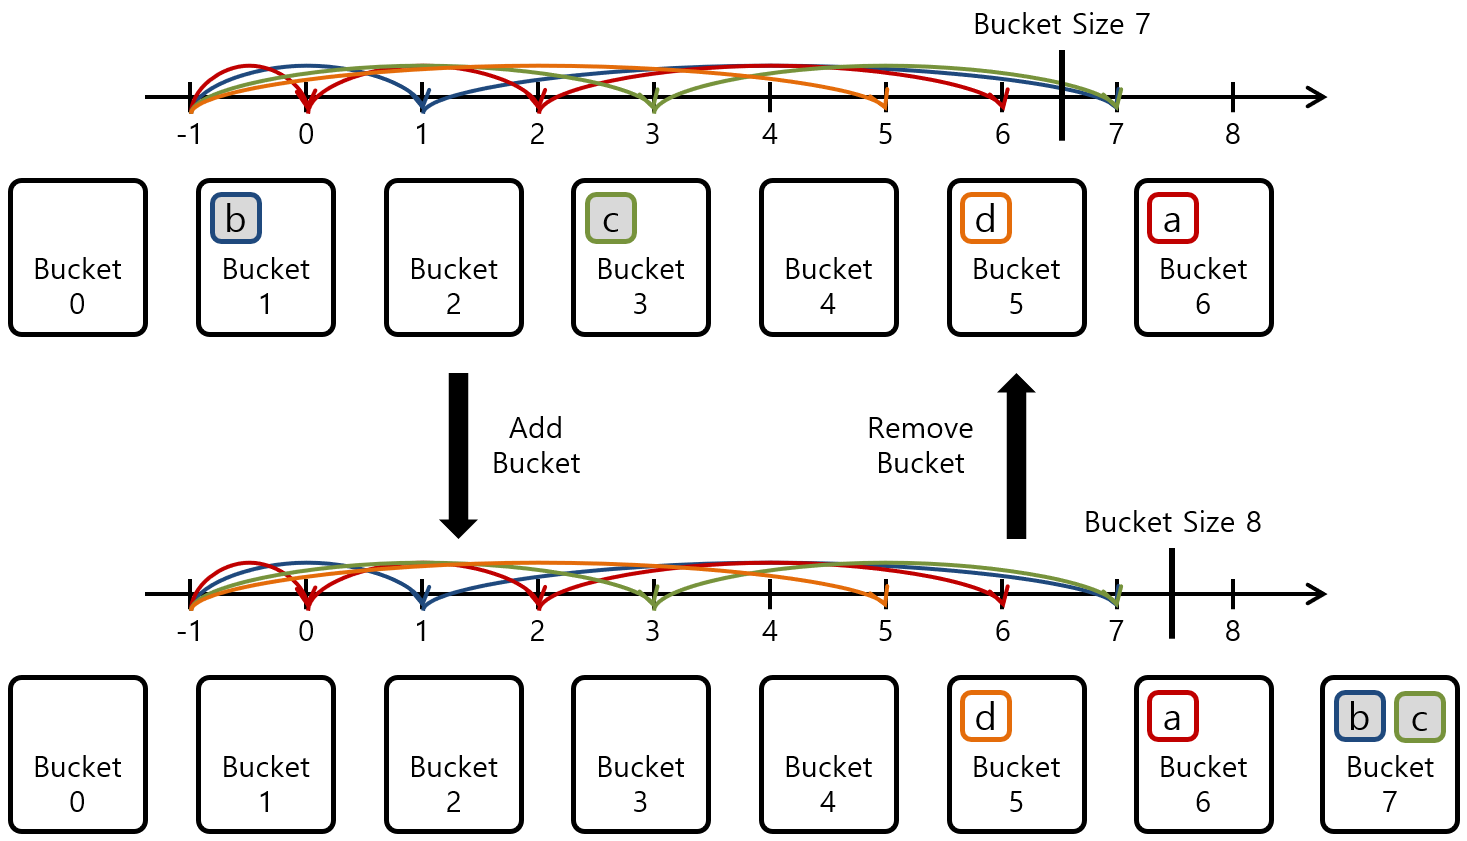 Bucket Size 7
-1 0 1 2 3 4 5 6 7 8
b c d a
Bucket Bucket Bucket Bucket Bucket Bucket Bucket
0 1 2 3 4 5 6
Add
Bucket
Remove
Bucket
Bucket Size 8
-1 0 1 2 3 4 5 6 7 8
d a b c
Bucket Bucket Bucket Bucket Bucket Bucket Bucket Bucket
0 1 2 3 4 5 6 7